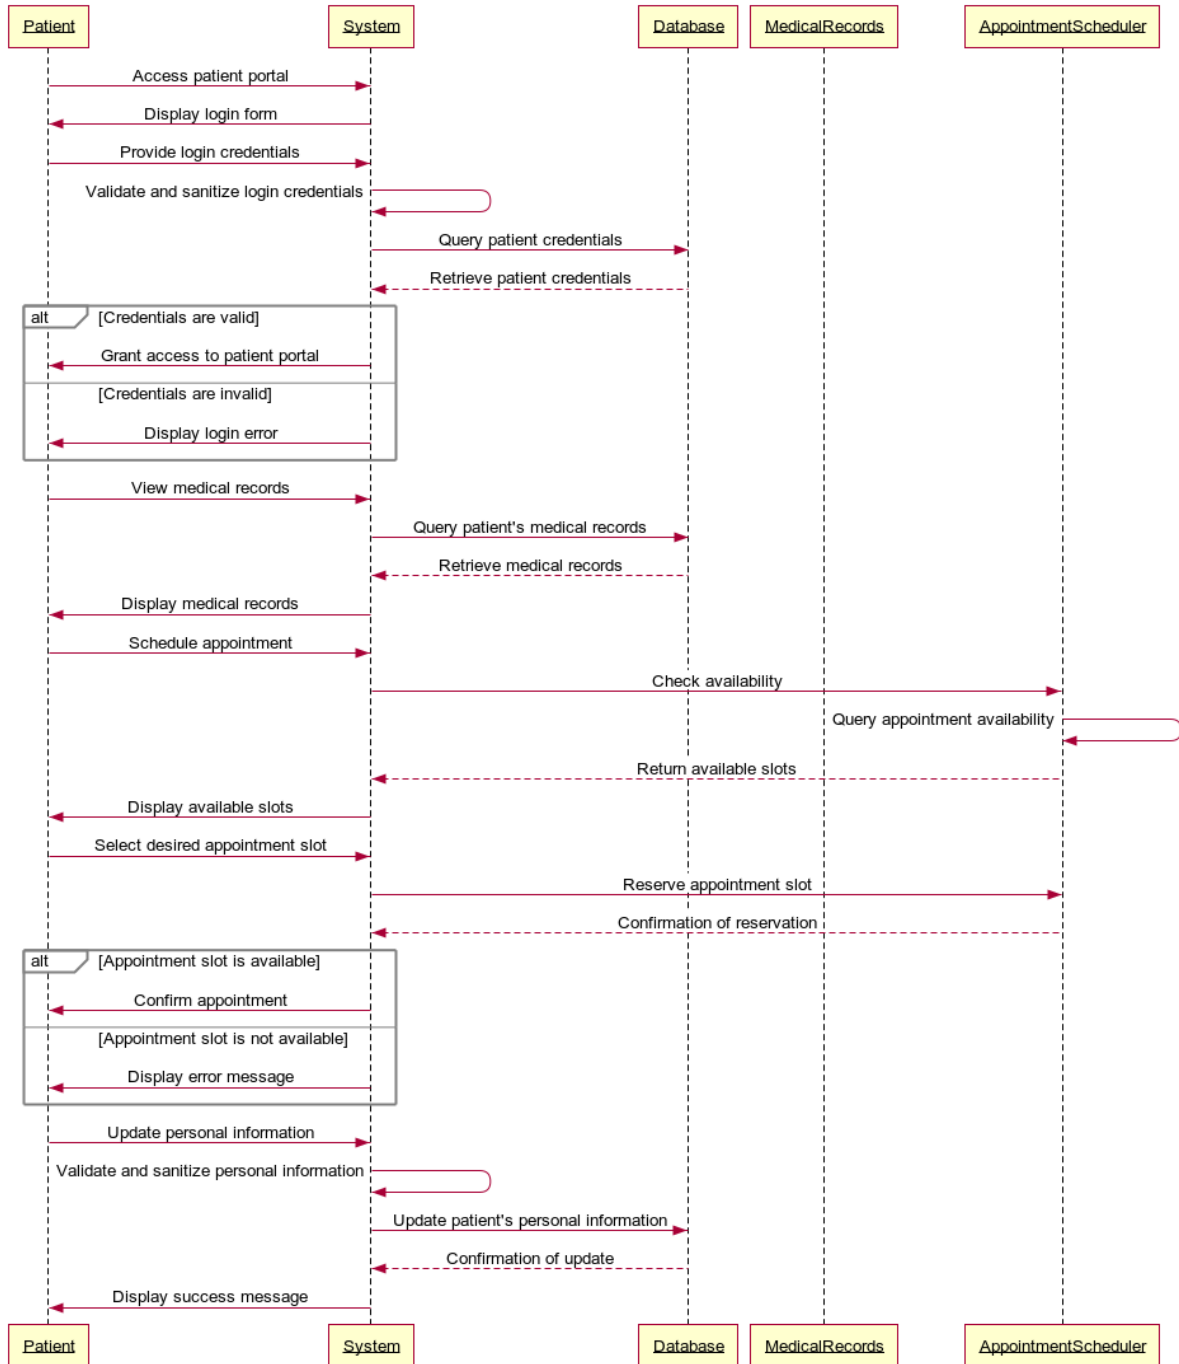 Patient
System
Database
MedicalRecords
AppointmentScheduler
Access patient portal
Display login form
Provide login credentials
Validate and sanitize login credentials
Query patient credentials
Retrieve patient credentials
alt
[Credentials are valid]
Grant access to patient portal
[Credentials are invalid]
Display login error
View medical records
Query patient's medical records
Retrieve medical records
Display medical records
Schedule appointment
Check availability
Query appointment availability
Return available slots
Display available slots
Select desired appointment slot
Reserve appointment slot
Confirmation of reservation
alt
[Appointment slot is available]
Confirm appointment
[Appointment slot is not available]
Display error message
Update personal information
Validate and sanitize personal information
Update patient's personal information
Confirmation of update
Display success message
Patient
System
Database
MedicalRecords
AppointmentScheduler